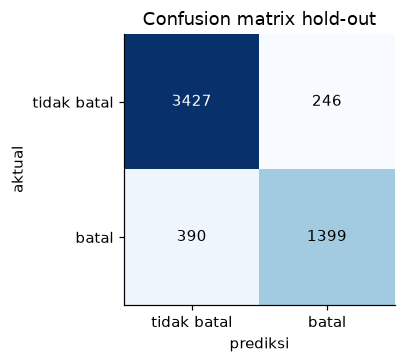 Confusion matrix hold-out
aktual
tidak batal
3427
246
batal
390
1399
tidak batal
batal
prediksi